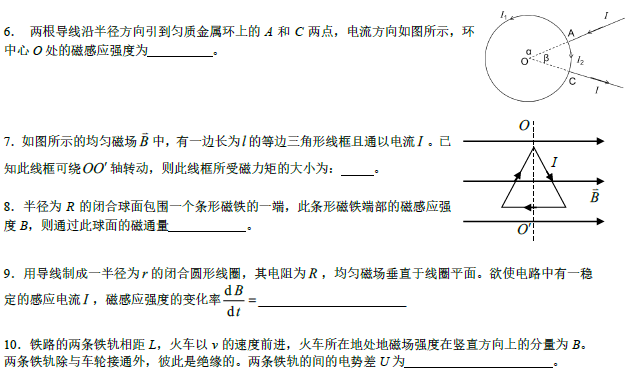 6． 两根导线沿半径方向引到匀质金属环上的 A 和 C 两点，电流方向如图所示，环
中心 O 处的磁感应强度为__________。
I₁
I
A
α
O
β
I₂
C
I
7．如图所示的均匀磁场 B⃗ 中，有一边长为 l 的等边三角形线框且通以电流 I 。已
知此线框可绕 OO′ 轴转动，则此线框所受磁力矩的大小为：_____。
O
I
B⃗
O′
8．半径为 R 的闭合球面包围一个条形磁铁的一端，此条形磁铁端部的磁感应强
度 B，则通过此球面的磁通量____________。
9．用导线制成一半径为 r 的闭合圆形线圈，其电阻为 R ，均匀磁场垂直于线圈平面。欲使电路中有一稳
定的感应电流 I ，磁感应强度的变化率 dB/dt =______________________
10．铁路的两条铁轨相距 L，火车以 v 的速度前进，火车所在地处地磁场强度在竖直方向上的分量为 B。
两条铁轨除与车轮接通外，彼此是绝缘的。两条铁轨的间的电势差 U 为______________________。